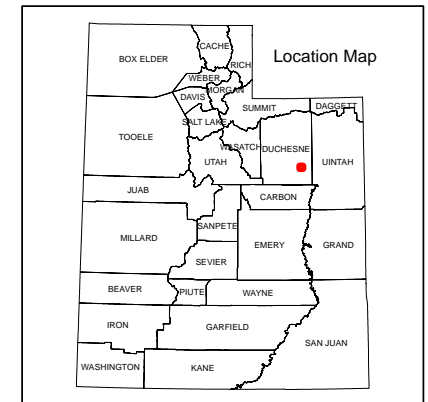 Location Map
CACHE
BOX ELDER
RICH
WEBER
MORGAN
DAVIS
SUMMIT
DAGGETT
SALT LAKE
TOOELE
WASATCH
DUCHESNE
UTAH
UINTAH
JUAB
CARBON
SANPETE
MILLARD
EMERY
GRAND
SEVIER
BEAVER
PIUTE
WAYNE
IRON
GARFIELD
SAN JUAN
WASHINGTON
KANE